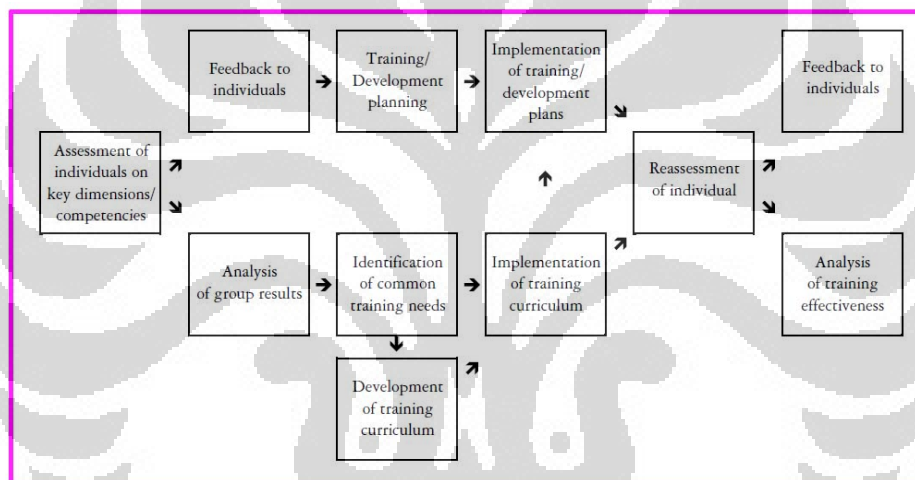 Feedback to
individuals
Training/
Development
planning
Implementation
of training/
development
plans
Feedback to
individuals
Assessment of
individuals on
key dimensions/
competencies
Reassessment
of individual
Analysis
of group results
Identification
of common
training needs
Implementation
of training
curriculum
Analysis
of training
effectiveness
Development
of training
curriculum